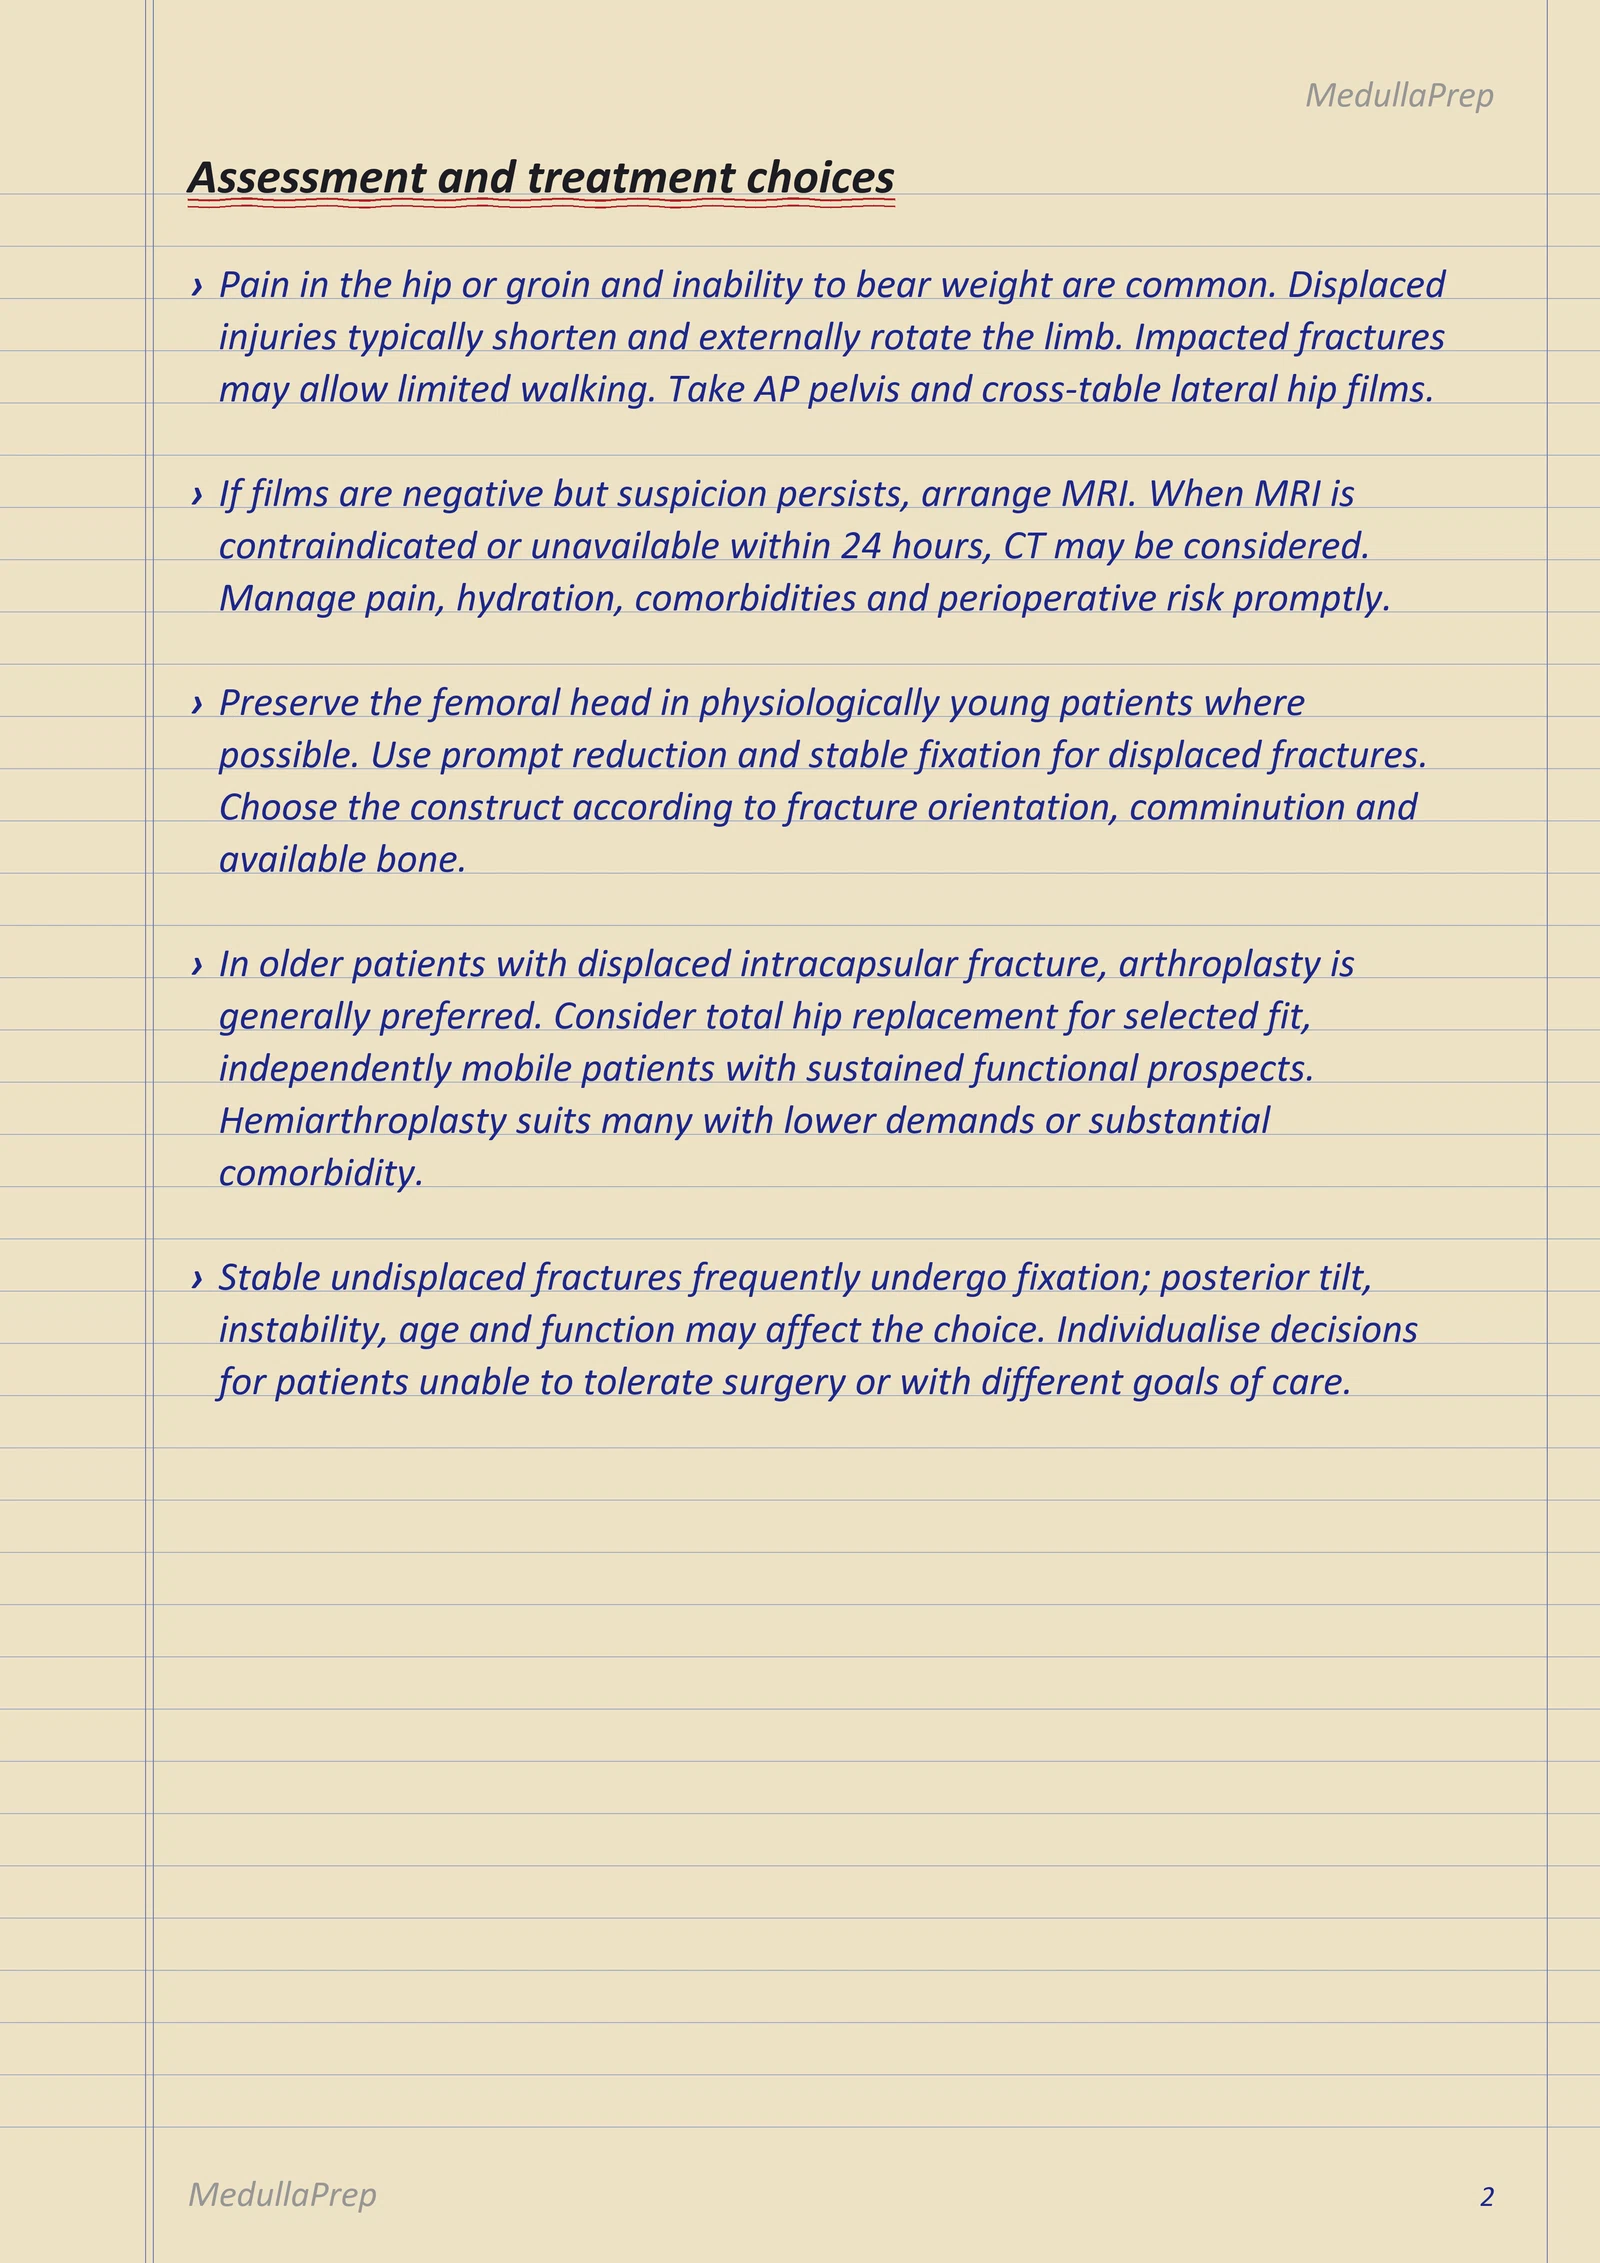 MedullaPrep
Assessment and treatment choices
› Pain in the hip or groin and inability to bear weight are common. Displaced
injuries typically shorten and externally rotate the limb. Impacted fractures
may allow limited walking. Take AP pelvis and cross-table lateral hip films.
› If films are negative but suspicion persists, arrange MRI. When MRI is
contraindicated or unavailable within 24 hours, CT may be considered.
Manage pain, hydration, comorbidities and perioperative risk promptly.
› Preserve the femoral head in physiologically young patients where
possible. Use prompt reduction and stable fixation for displaced fractures.
Choose the construct according to fracture orientation, comminution and
available bone.
› In older patients with displaced intracapsular fracture, arthroplasty is
generally preferred. Consider total hip replacement for selected fit,
independently mobile patients with sustained functional prospects.
Hemiarthroplasty suits many with lower demands or substantial
comorbidity.
› Stable undisplaced fractures frequently undergo fixation; posterior tilt,
instability, age and function may affect the choice. Individualise decisions
for patients unable to tolerate surgery or with different goals of care.
MedullaPrep
2